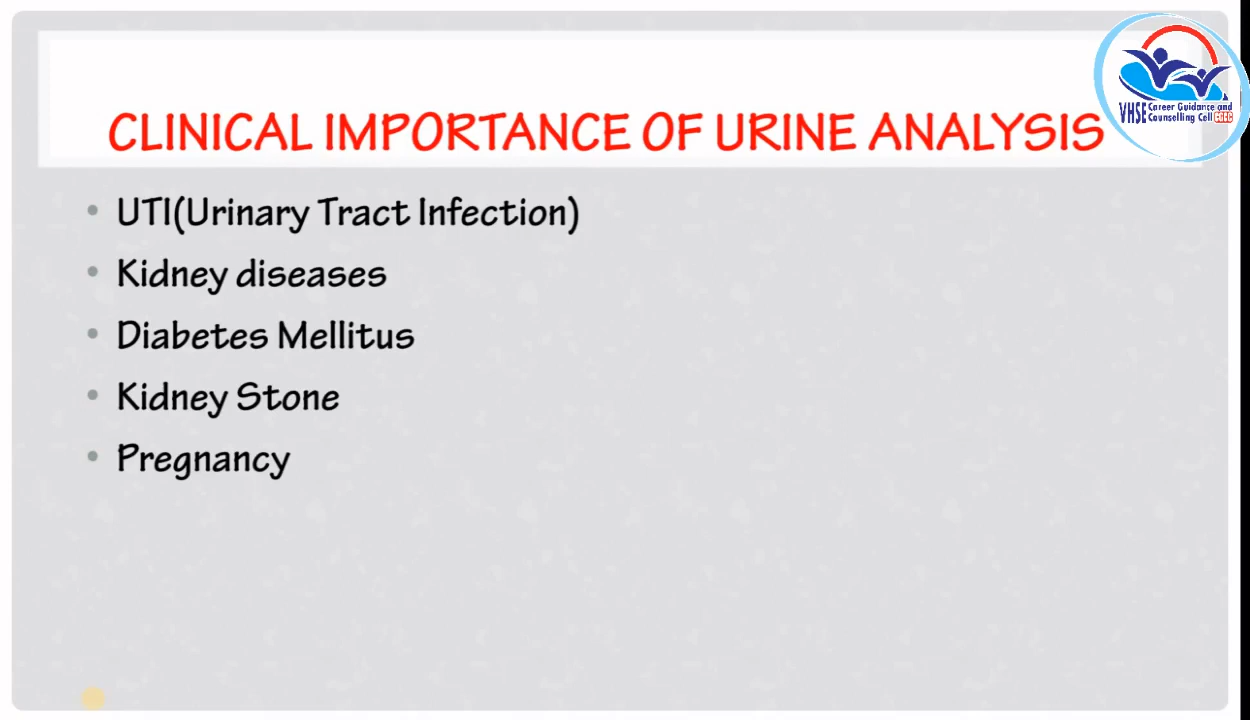 CLINICAL IMPORTANCE OF URINE ANALYSIS
VHSE Career Guidance and
Counselling Cell CGCC
• UTI(Urinary Tract Infection)
• Kidney diseases
• Diabetes Mellitus
• Kidney Stone
• Pregnancy